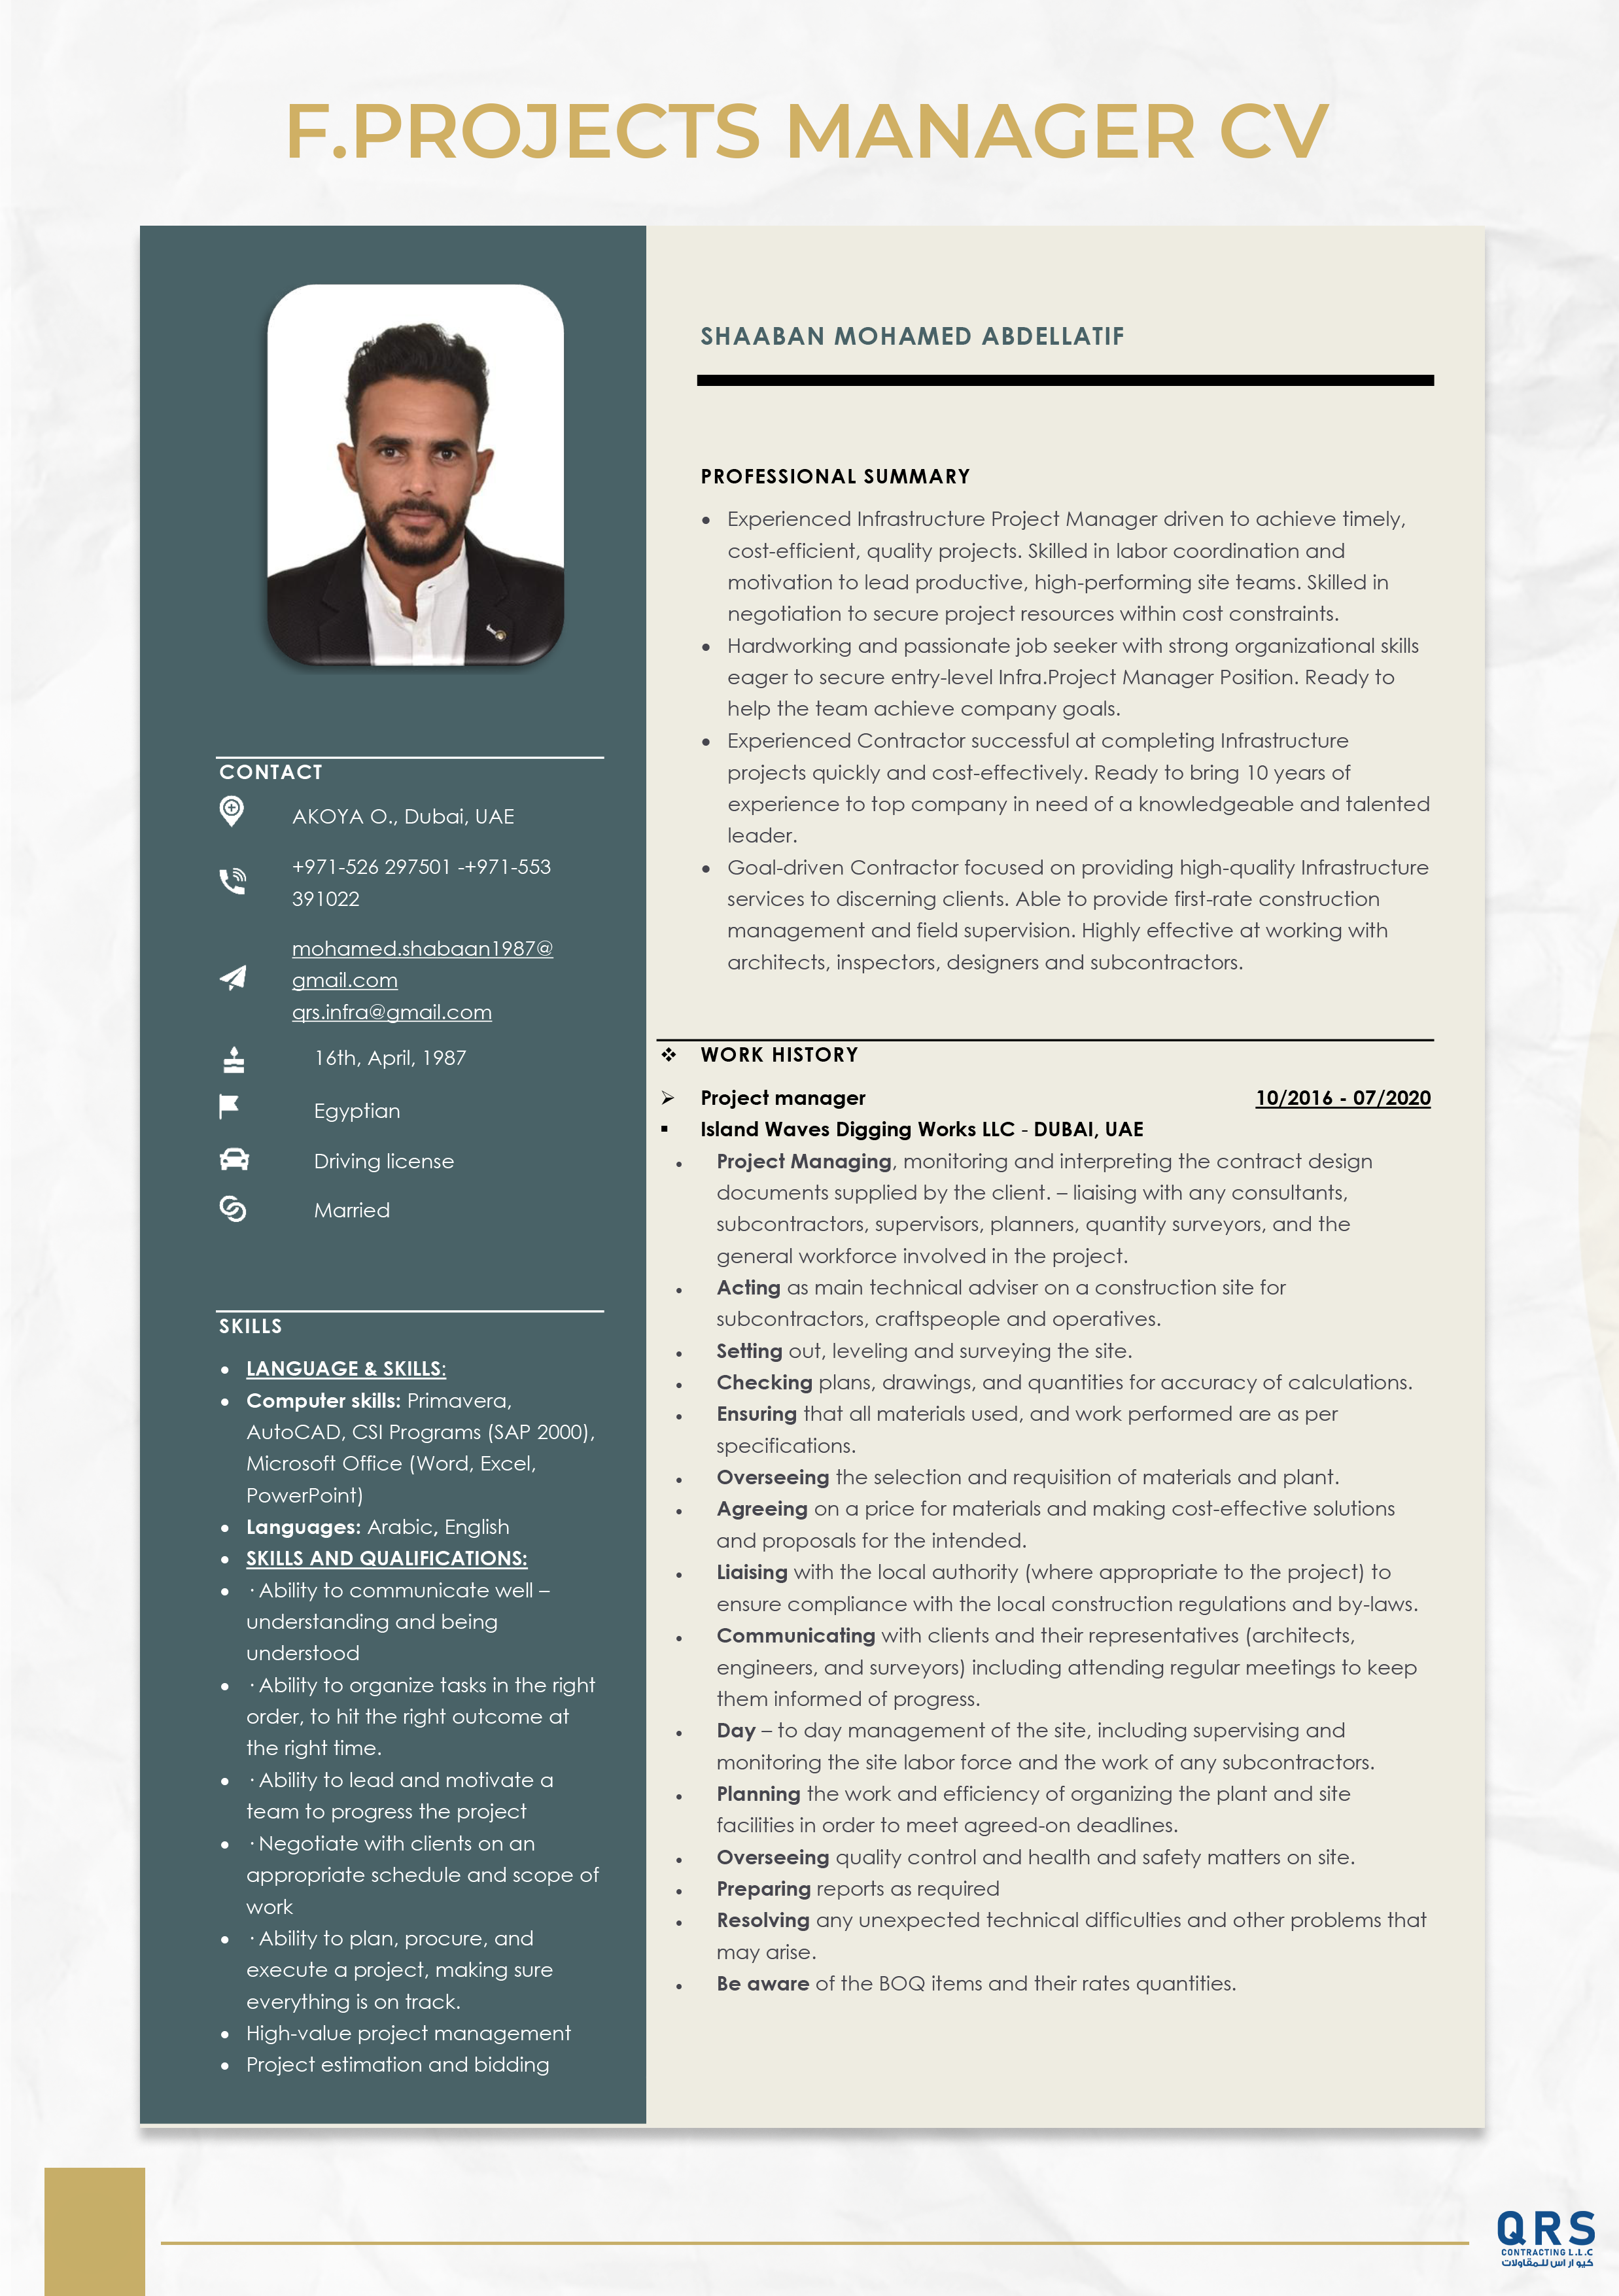 F.PROJECTS MANAGER CV
CONTACT
AKOYA O., Dubai, UAE
+971-526 297501 -+971-553
391022
mohamed.shabaan1987@
gmail.com
qrs.infra@gmail.com
16th, April, 1987
Egyptian
Driving license
Married
SKILLS
• LANGUAGE & SKILLS:
• Computer skills: Primavera,
AutoCAD, CSI Programs (SAP 2000),
Microsoft Office (Word, Excel,
PowerPoint)
• Languages: Arabic, English
• SKILLS AND QUALIFICATIONS:
• · Ability to communicate well –
understanding and being
understood
• · Ability to organize tasks in the right
order, to hit the right outcome at
the right time.
• · Ability to lead and motivate a
team to progress the project
• · Negotiate with clients on an
appropriate schedule and scope of
work
• · Ability to plan, procure, and
execute a project, making sure
everything is on track.
• High-value project management
• Project estimation and bidding
SHAABAN MOHAMED ABDELLATIF
PROFESSIONAL SUMMARY
• Experienced Infrastructure Project Manager driven to achieve timely,
cost-efficient, quality projects. Skilled in labor coordination and
motivation to lead productive, high-performing site teams. Skilled in
negotiation to secure project resources within cost constraints.
• Hardworking and passionate job seeker with strong organizational skills
eager to secure entry-level Infra.Project Manager Position. Ready to
help the team achieve company goals.
• Experienced Contractor successful at completing Infrastructure
projects quickly and cost-effectively. Ready to bring 10 years of
experience to top company in need of a knowledgeable and talented
leader.
• Goal-driven Contractor focused on providing high-quality Infrastructure
services to discerning clients. Able to provide first-rate construction
management and field supervision. Highly effective at working with
architects, inspectors, designers and subcontractors.
❖ WORK HISTORY
➢ Project manager 10/2016 - 07/2020
▪ Island Waves Digging Works LLC - DUBAI, UAE
• Project Managing, monitoring and interpreting the contract design
documents supplied by the client. – liaising with any consultants,
subcontractors, supervisors, planners, quantity surveyors, and the
general workforce involved in the project.
• Acting as main technical adviser on a construction site for
subcontractors, craftspeople and operatives.
• Setting out, leveling and surveying the site.
• Checking plans, drawings, and quantities for accuracy of calculations.
• Ensuring that all materials used, and work performed are as per
specifications.
• Overseeing the selection and requisition of materials and plant.
• Agreeing on a price for materials and making cost-effective solutions
and proposals for the intended.
• Liaising with the local authority (where appropriate to the project) to
ensure compliance with the local construction regulations and by-laws.
• Communicating with clients and their representatives (architects,
engineers, and surveyors) including attending regular meetings to keep
them informed of progress.
• Day – to day management of the site, including supervising and
monitoring the site labor force and the work of any subcontractors.
• Planning the work and efficiency of organizing the plant and site
facilities in order to meet agreed-on deadlines.
• Overseeing quality control and health and safety matters on site.
• Preparing reports as required
• Resolving any unexpected technical difficulties and other problems that
may arise.
• Be aware of the BOQ items and their rates quantities.
QRS
CONTRACTING L.L.C
كيو ار اس للمقاولات